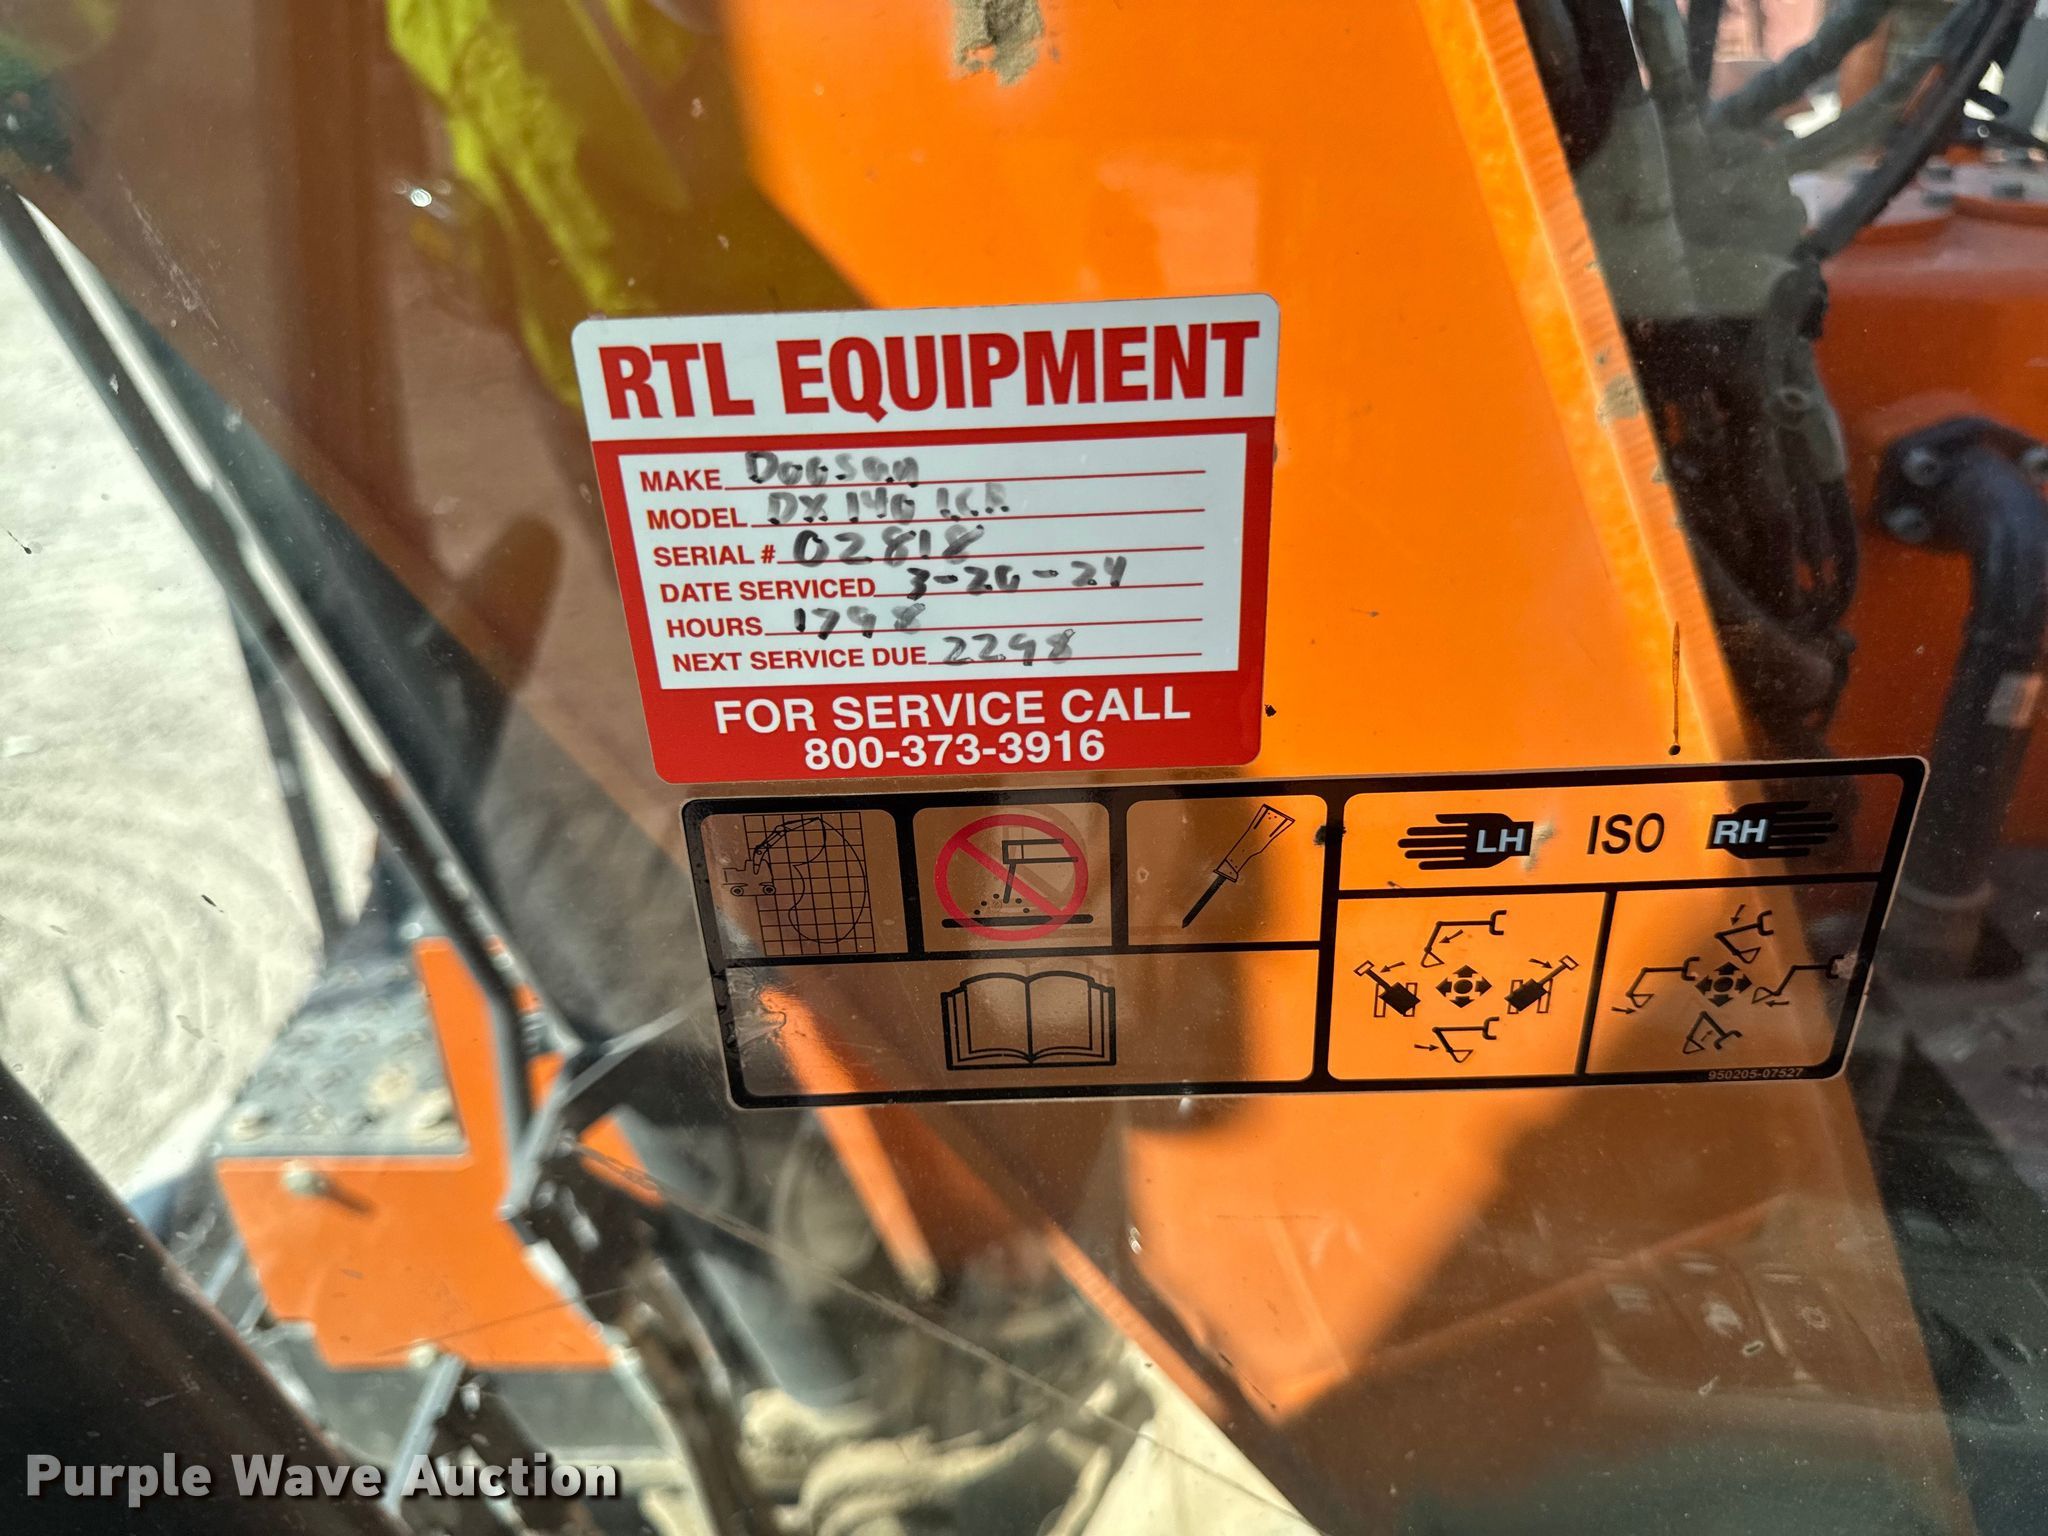 RTL EQUIPMENT
MAKE Doosan
MODEL DX 140 LCR
SERIAL # 02818
DATE SERVICED 3-26-24
HOURS 1798
NEXT SERVICE DUE 2298
FOR SERVICE CALL
800-373-3916
LH ISO RH
950205-07527
Purple Wave Auction